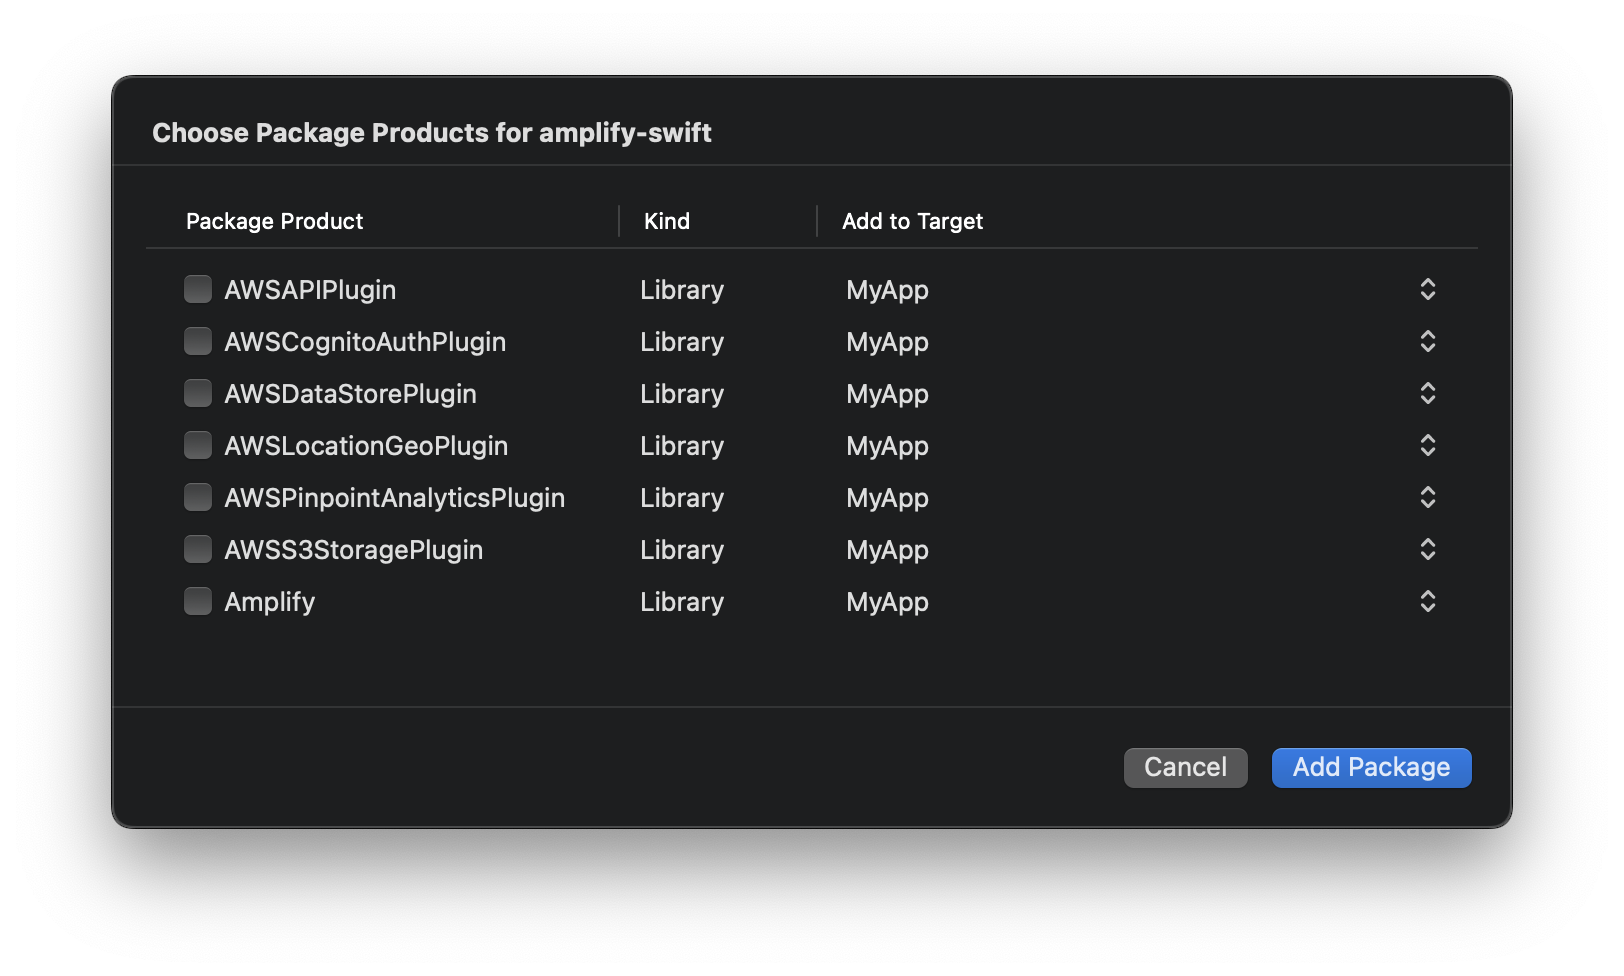 Choose Package Products for amplify-swift
Package Product Kind Add to Target
AWSAPIPlugin Library MyApp
AWSCognitoAuthPlugin Library MyApp
AWSDataStorePlugin Library MyApp
AWSLocationGeoPlugin Library MyApp
AWSPinpointAnalyticsPlugin Library MyApp
AWSS3StoragePlugin Library MyApp
Amplify Library MyApp
Cancel Add Package